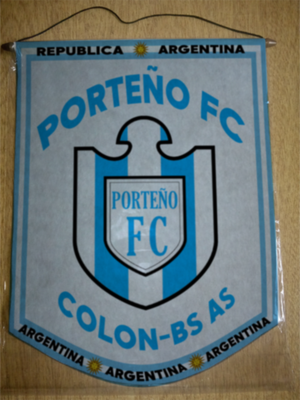 REPUBLICA ARGENTINA
PORTEÑO FC
PORTEÑO
FC
COLON-BS AS
ARGENTINA ARGENTINA ARGENTINA